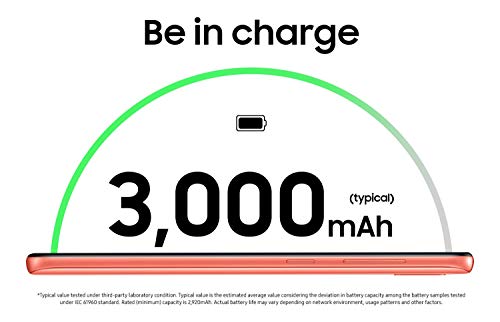 Be in charge
3,000 (typical) mAh
*Typical value tested under third-party laboratory condition. Typical value is the estimated average value considering the deviation in battery capacity among the battery samples tested
under IEC 61960 standard. Rated (minimum) capacity is 2,920mAh. Actual battery life may vary depending on network environment, usage patterns and other factors.